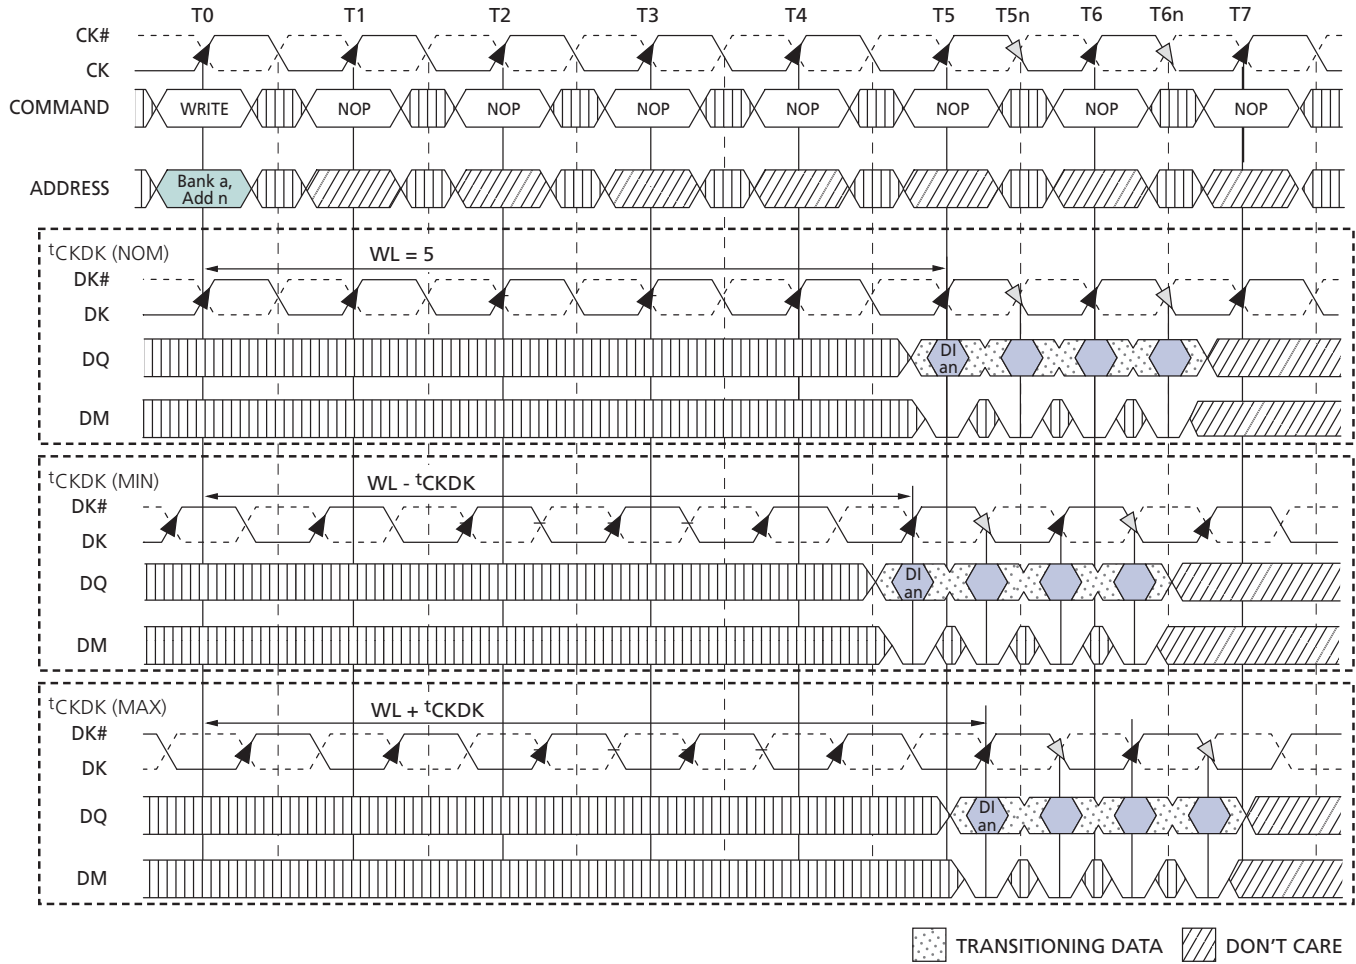 T0 T1 T2 T3 T4 T5 T5n T6 T6n T7
CK#
CK
COMMAND WRITE NOP NOP NOP NOP NOP NOP NOP
ADDRESS Bank a,
Add n
tCKDK (NOM)
WL = 5
DK#
DK
DQ DI
an
DM
tCKDK (MIN)
WL - tCKDK
DK#
DK
DQ DI
an
DM
tCKDK (MAX)
WL + tCKDK
DK#
DK
DQ DI
an
DM
TRANSITIONING DATA DON'T CARE